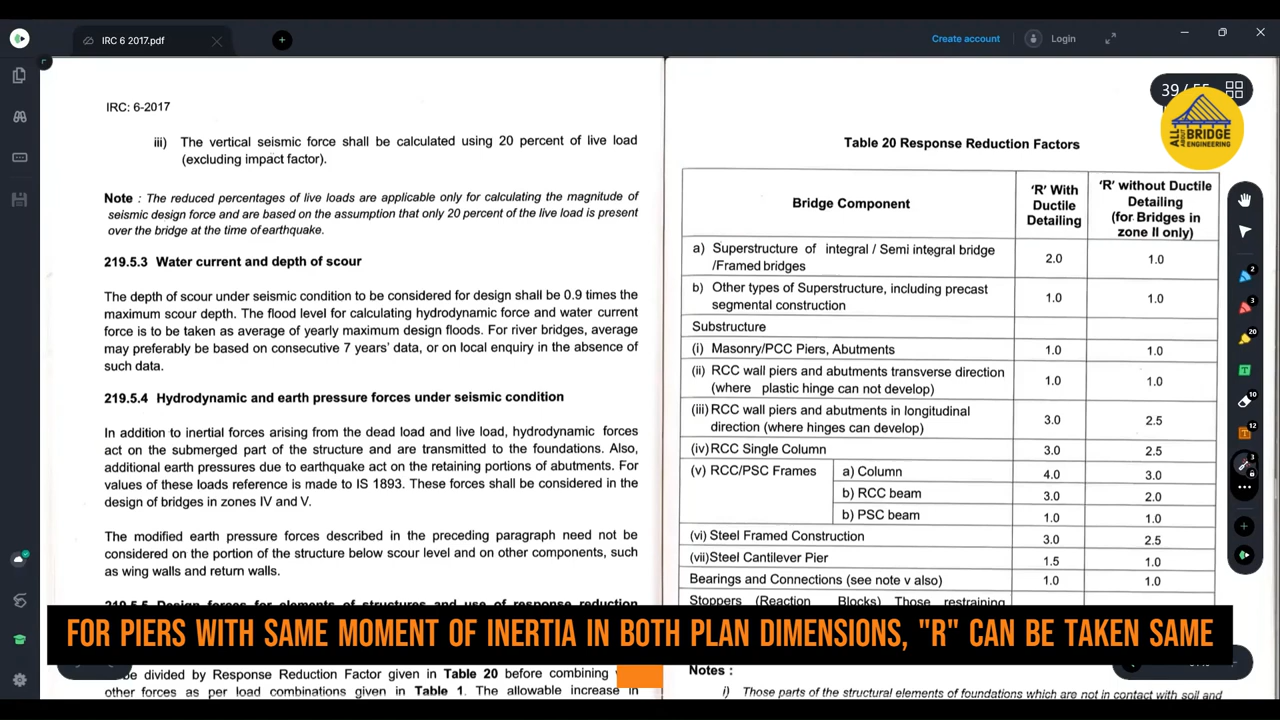 IRC 6 2017.pdf
Create account
Login
IRC: 6-2017
iii) The vertical seismic force shall be calculated using 20 percent of live load
(excluding impact factor).
Note : The reduced percentages of live loads are applicable only for calculating the magnitude of
seismic design force and are based on the assumption that only 20 percent of the live load is present
over the bridge at the time of earthquake.
219.5.3 Water current and depth of scour
The depth of scour under seismic condition to be considered for design shall be 0.9 times the
maximum scour depth. The flood level for calculating hydrodynamic force and water current
force is to be taken as average of yearly maximum design floods. For river bridges, average
may preferably be based on consecutive 7 years' data, or on local enquiry in the absence of
such data.
219.5.4 Hydrodynamic and earth pressure forces under seismic condition
In addition to inertial forces arising from the dead load and live load, hydrodynamic forces
act on the submerged part of the structure and are transmitted to the foundations. Also,
additional earth pressures due to earthquake act on the retaining portions of abutments. For
values of these loads reference is made to IS 1893. These forces shall be considered in the
design of bridges in zones IV and V.
The modified earth pressure forces described in the preceding paragraph need not be
considered on the portion of the structure below scour level and on other components, such
as wing walls and return walls.
219.5.5 Design forces for elements of structures and use of response reduction
be divided by Response Reduction Factor given in Table 20 before combining
other forces as per load combinations given in Table 1. The allowable increase in
39 / 55
ALL ABOUT BRIDGE ENGINEERING
Table 20 Response Reduction Factors
Bridge Component
'R' With
Ductile
Detailing
'R' without Ductile
Detailing
(for Bridges in
zone II only)
a) Superstructure of integral / Semi integral bridge
/Framed bridges
2.0 1.0
b) Other types of Superstructure, including precast
segmental construction
1.0 1.0
Substructure
(i) Masonry/PCC Piers, Abutments 1.0 1.0
(ii) RCC wall piers and abutments transverse direction
(where plastic hinge can not develop)
1.0 1.0
(iii) RCC wall piers and abutments in longitudinal
direction (where hinges can develop)
3.0 2.5
(iv) RCC Single Column 3.0 2.5
(v) RCC/PSC Frames a) Column 4.0 3.0
b) RCC beam 3.0 2.0
b) PSC beam 1.0 1.0
(vi) Steel Framed Construction 3.0 2.5
(vii) Steel Cantilever Pier 1.5 1.0
Bearings and Connections (see note v also) 1.0 1.0
Stoppers (Reaction Blocks) Those restraining
Notes :
i) Those parts of the structural elements of foundations which are not in contact with soil and
2
3
20
10
12
3
FOR PIERS WITH SAME MOMENT OF INERTIA IN BOTH PLAN DIMENSIONS, "R" CAN BE TAKEN SAME